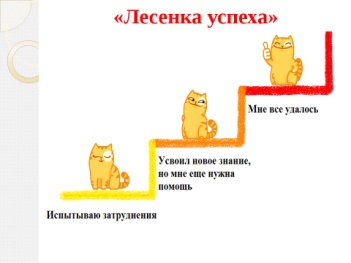 «Лесенка успеха»
Мне все удалось
Усвоил новое знание,
но мне еще нужна
помощь
Испытываю затруднения